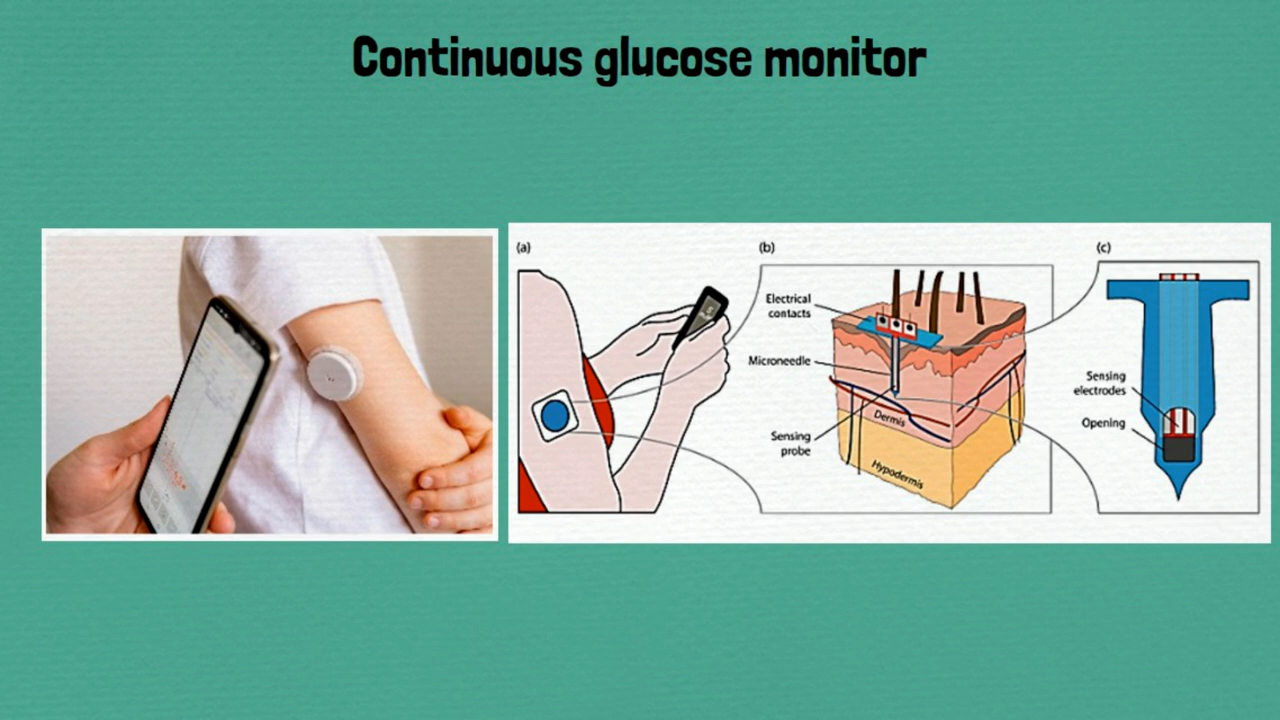 Continuous glucose monitor
(a)
(b)
Electrical
contacts
Microneedle
Sensing
probe
Dermis
Hypodermis
(c)
Sensing
electrodes
Opening